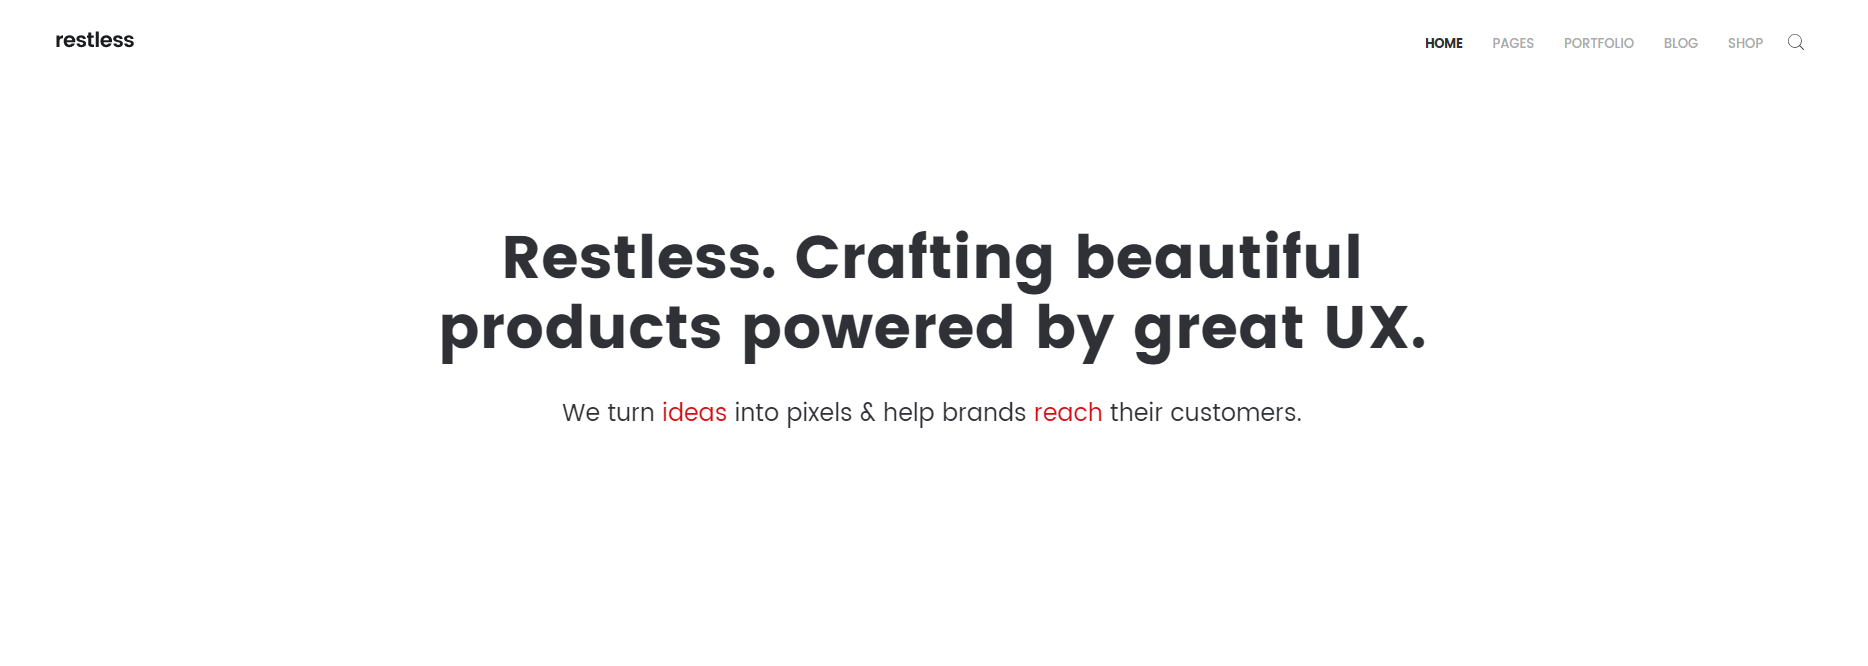 restless
HOME PAGES PORTFOLIO BLOG SHOP
Restless. Crafting beautiful
products powered by great UX.
We turn ideas into pixels & help brands reach their customers.